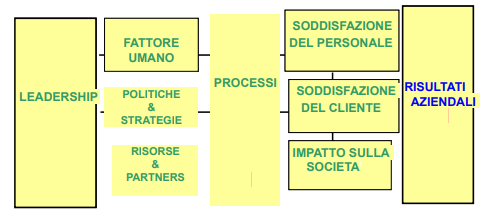 LEADERSHIP
FATTORE
UMANO
POLITICHE
&
STRATEGIE
RISORSE
&
PARTNERS
PROCESSI
SODDISFAZIONE
DEL PERSONALE
SODDISFAZIONE
DEL CLIENTE
IMPATTO SULLA
SOCIETA
RISULTATI
AZIENDALI